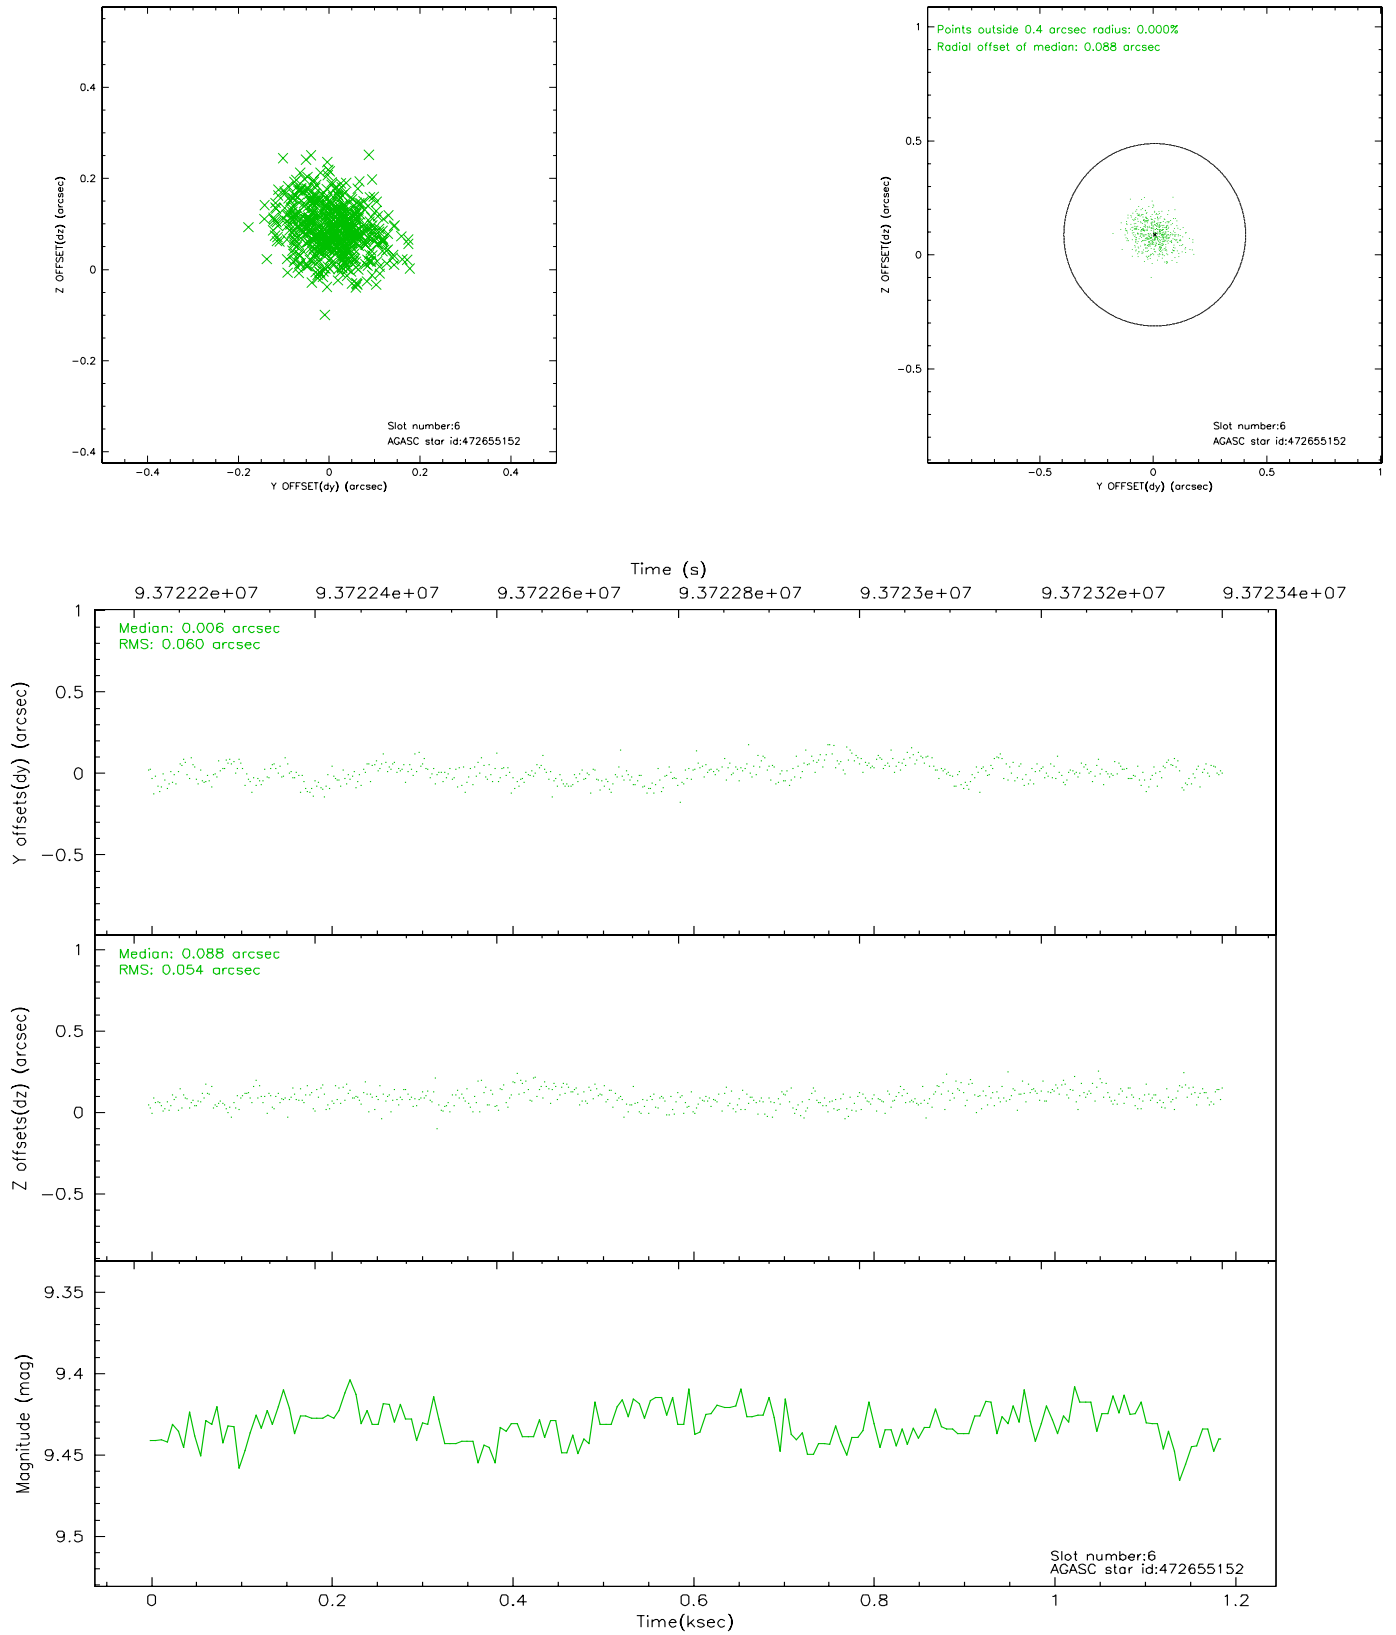 0.4
0.2
0
−0.2
−0.4
Z OFFSET(dz) (arcsec)
Slot number:6
AGASC star id:472655152
−0.4 −0.2 0 0.2 0.4
Y OFFSET(dy) (arcsec)
Points outside 0.4 arcsec radius: 0.000%
Radial offset of median: 0.088 arcsec
1
0.5
0
−0.5
Z OFFSET(dz) (arcsec)
Slot number:6
AGASC star id:472655152
−0.5 0 0.5 1
Y OFFSET(dy) (arcsec)
Time (s)
9.37222e+07 9.37224e+07 9.37226e+07 9.37228e+07 9.3723e+07 9.37232e+07 9.37234e+07
Median: 0.006 arcsec
RMS: 0.060 arcsec
1
0.5
0
−0.5
Y offsets(dy) (arcsec)
Median: 0.088 arcsec
RMS: 0.054 arcsec
1
0.5
0
−0.5
Z offsets(dz) (arcsec)
9.35
9.4
9.45
9.5
Magnitude (mag)
Slot number:6
AGASC star id:472655152
0 0.2 0.4 0.6 0.8 1 1.2
Time(ksec)